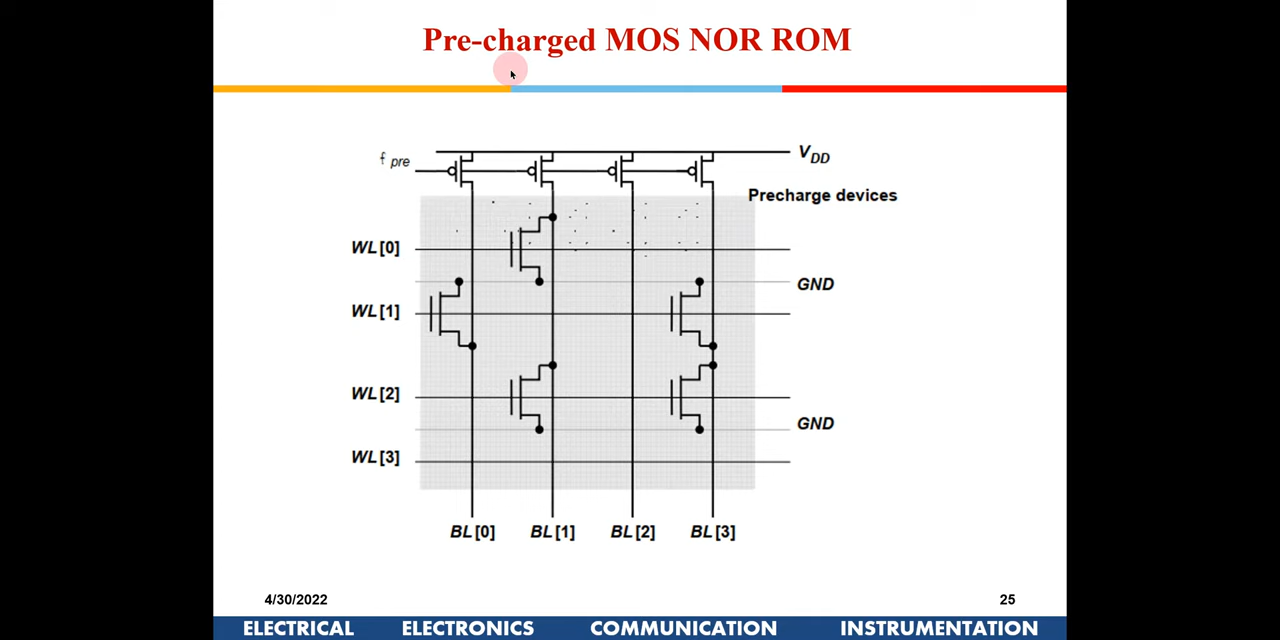 Pre-charged MOS NOR ROM
f pre
V DD
Precharge devices
WL[0]
GND
WL[1]
WL[2]
GND
WL[3]
BL[0] BL[1] BL[2] BL[3]
4/30/2022 25
ELECTRICAL ELECTRONICS COMMUNICATION INSTRUMENTATION